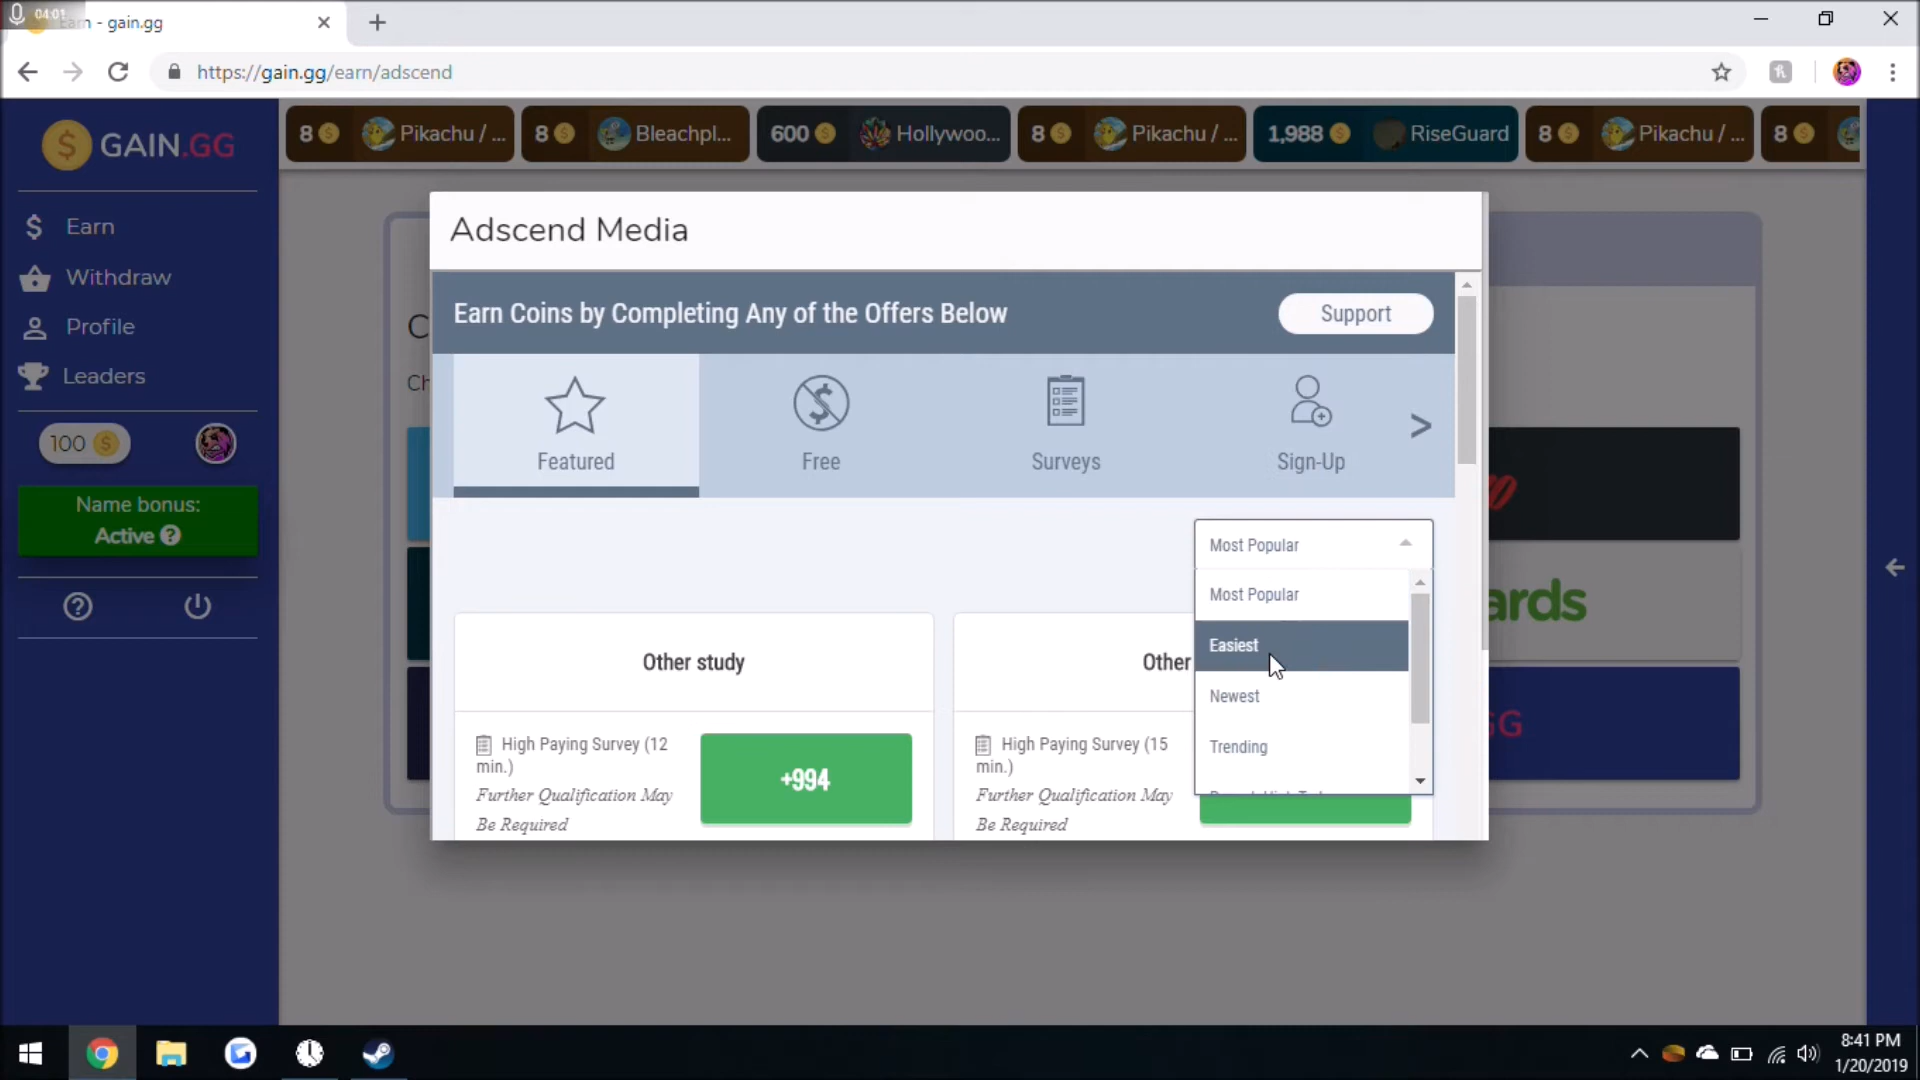 04:01
Earn - gain.gg
https://gain.gg/earn/adscend
GAIN.GG
8 Pikachu / ...
8 Bleachpl...
600 Hollywoo...
8 Pikachu / ...
1,988 RiseGuard
8 Pikachu / ...
8
Earn
Withdraw
Profile
Leaders
100
Name bonus:
Active
Adscend Media
Earn Coins by Completing Any of the Offers Below
Support
Featured
Free
Surveys
Sign-Up
Most Popular
Most Popular
Easiest
Newest
Trending
Other study
High Paying Survey (12
min.)
Further Qualification May
Be Required
+994
Other
High Paying Survey (15
min.)
Further Qualification May
Be Required
C
Ch
ards
G
8:41 PM
1/20/2019